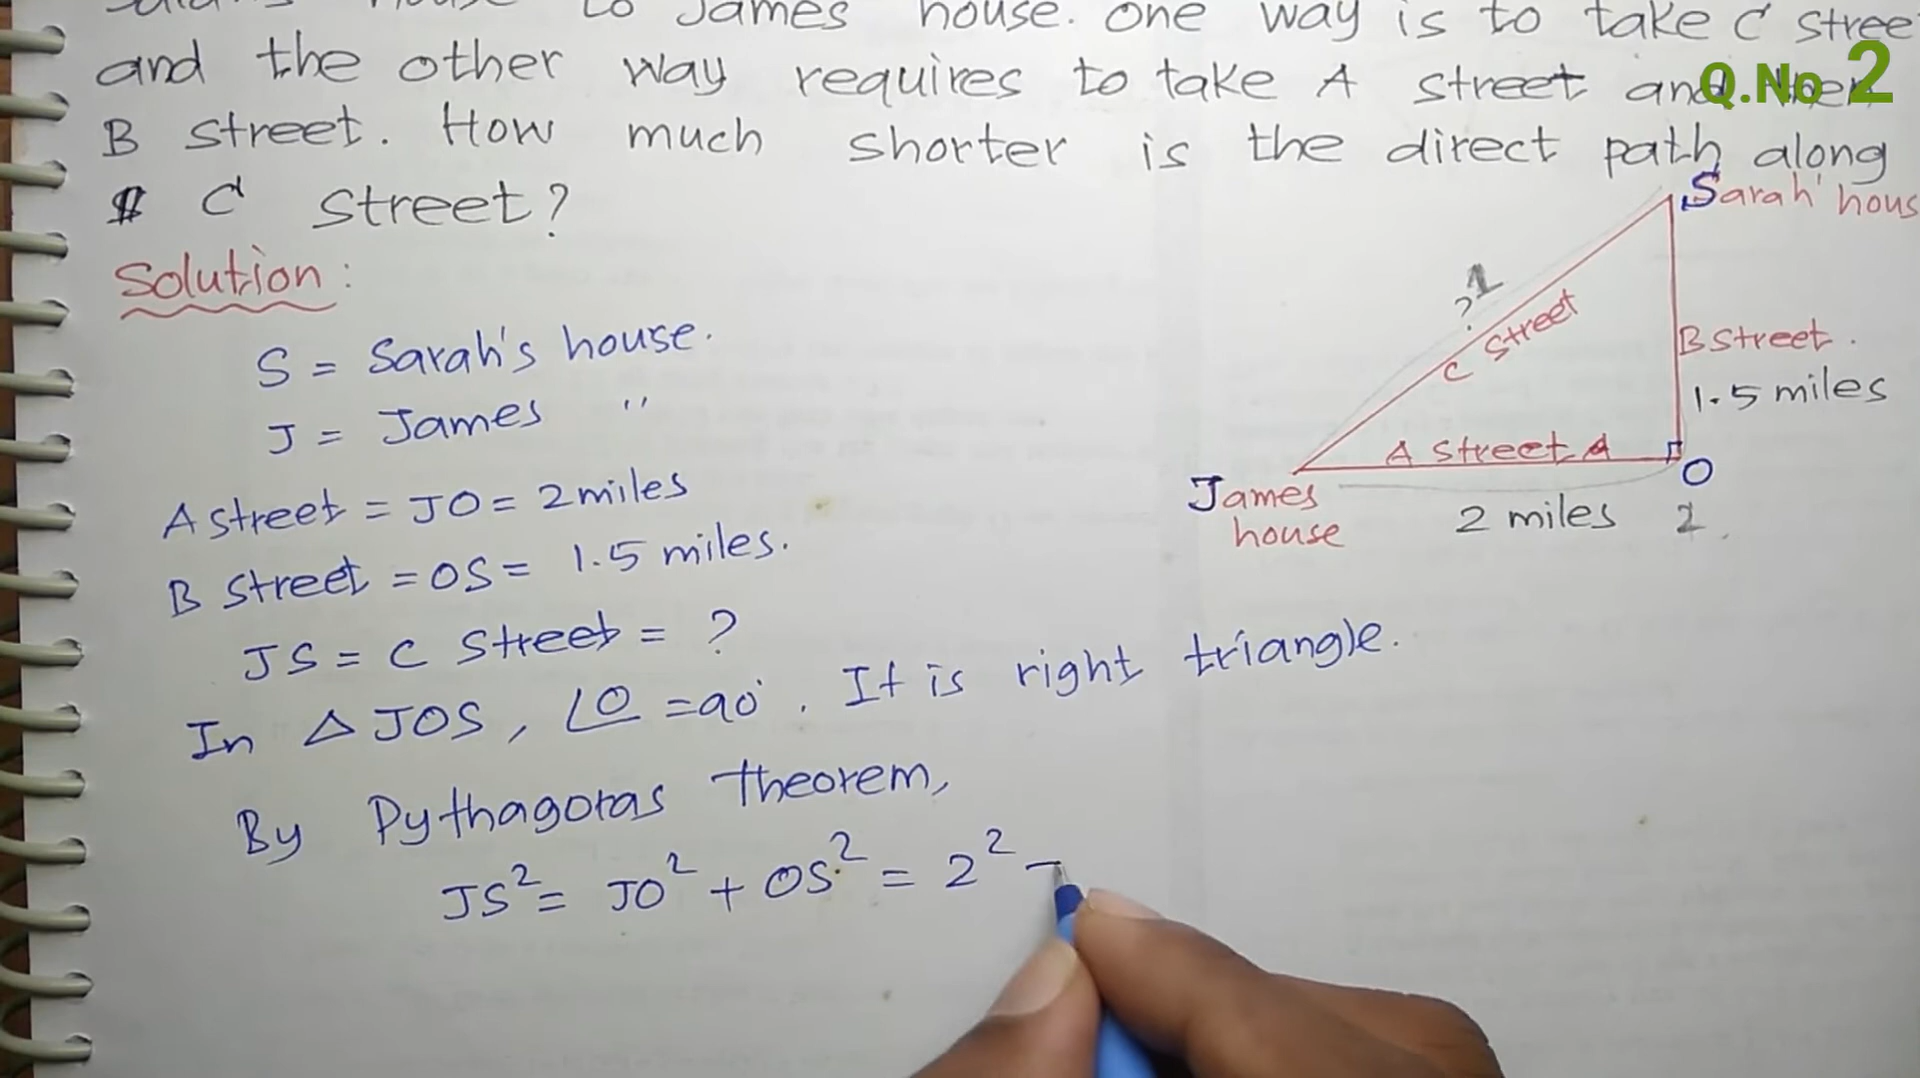 house to James house. One way is to take C stree
and the other way requires to take A street and
Q.No 2
B street. How much shorter is the direct path along
C street?
Sarah' hous
Solution:
?
C Street
B Street.
1.5 miles
A street
O
James
house
2 miles
S = Sarah's house.
J = James "
A street = JO = 2 miles
B street = OS = 1.5 miles.
JS = C Street = ?
In △ JOS, ∠O = 90°. It is right triangle.
By Pythagoras theorem,
JS² = JO² + OS² = 2²